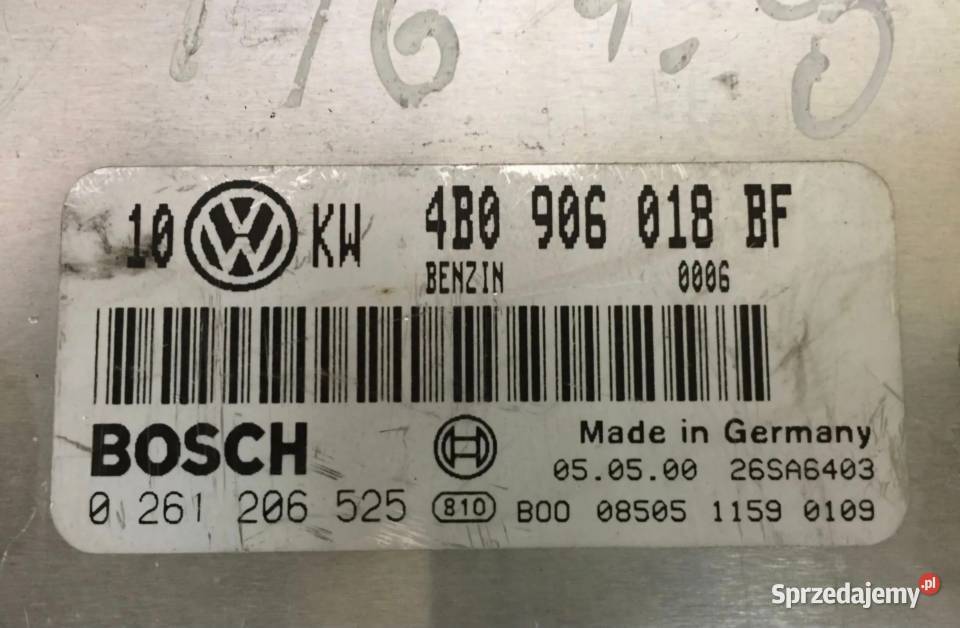 10 VW KW 4B0 906 018 BF
BENZIN 0006
BOSCH
Made in Germany
05.05.00 26SA6403
0 261 206 525 810 B00 08505 1159 0109
Sprzedajemy.pl